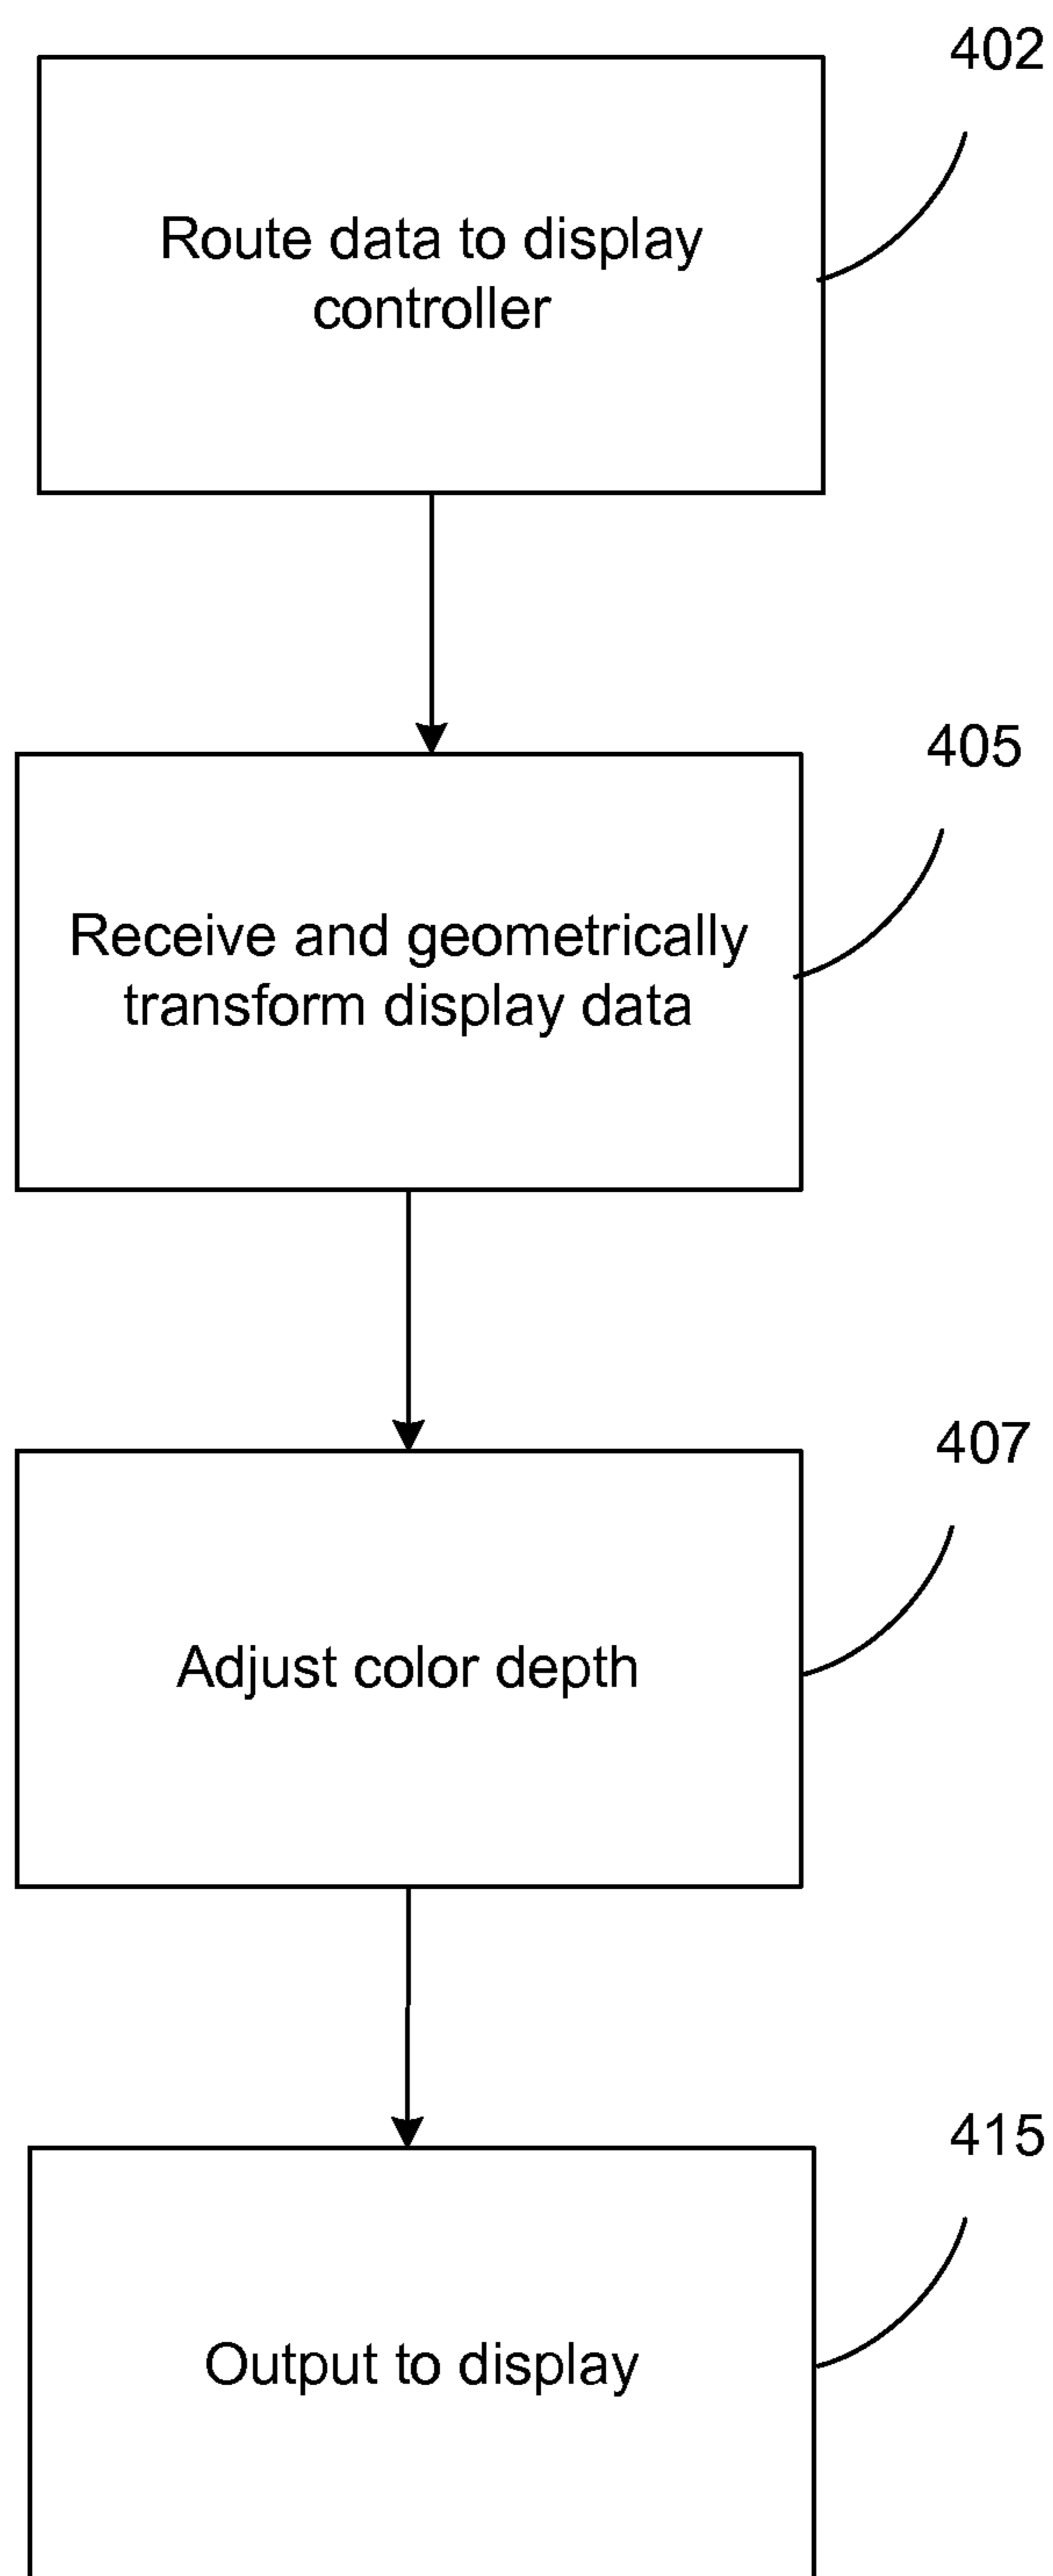 402
Route data to display
controller
405
Receive and geometrically
transform display data
407
Adjust color depth
415
Output to display